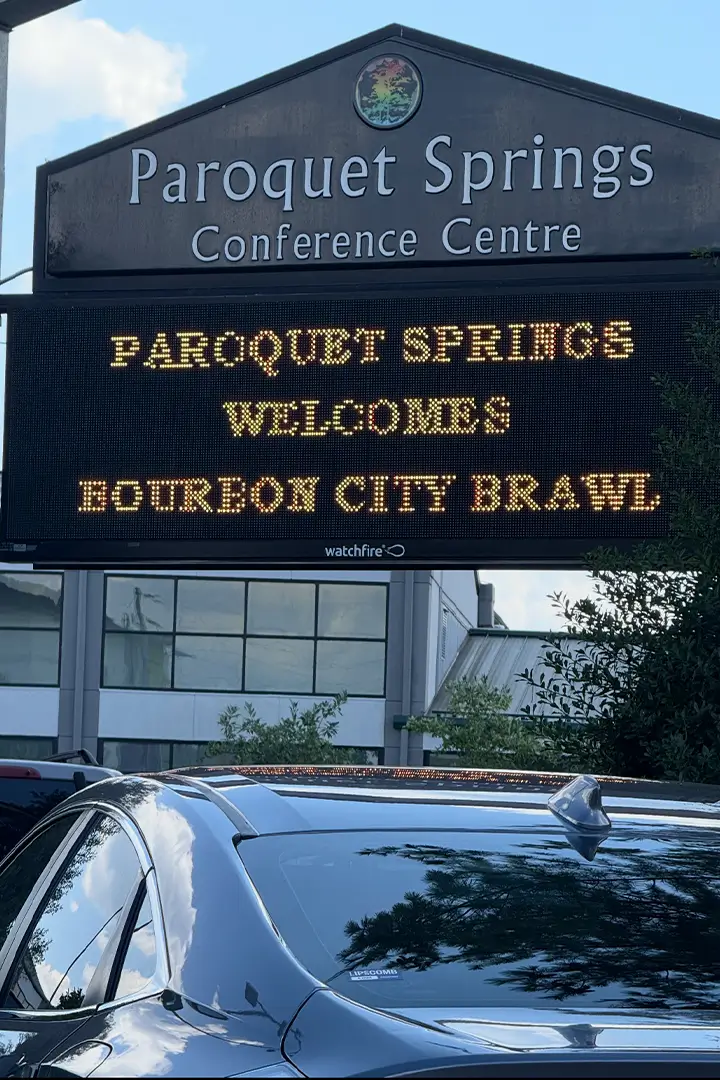 Paroquet Springs
Conference Centre
PAROQUET SPRINGS
WELCOMES
BOURBON CITY BRAWL
watchfire
LIPSCOMB